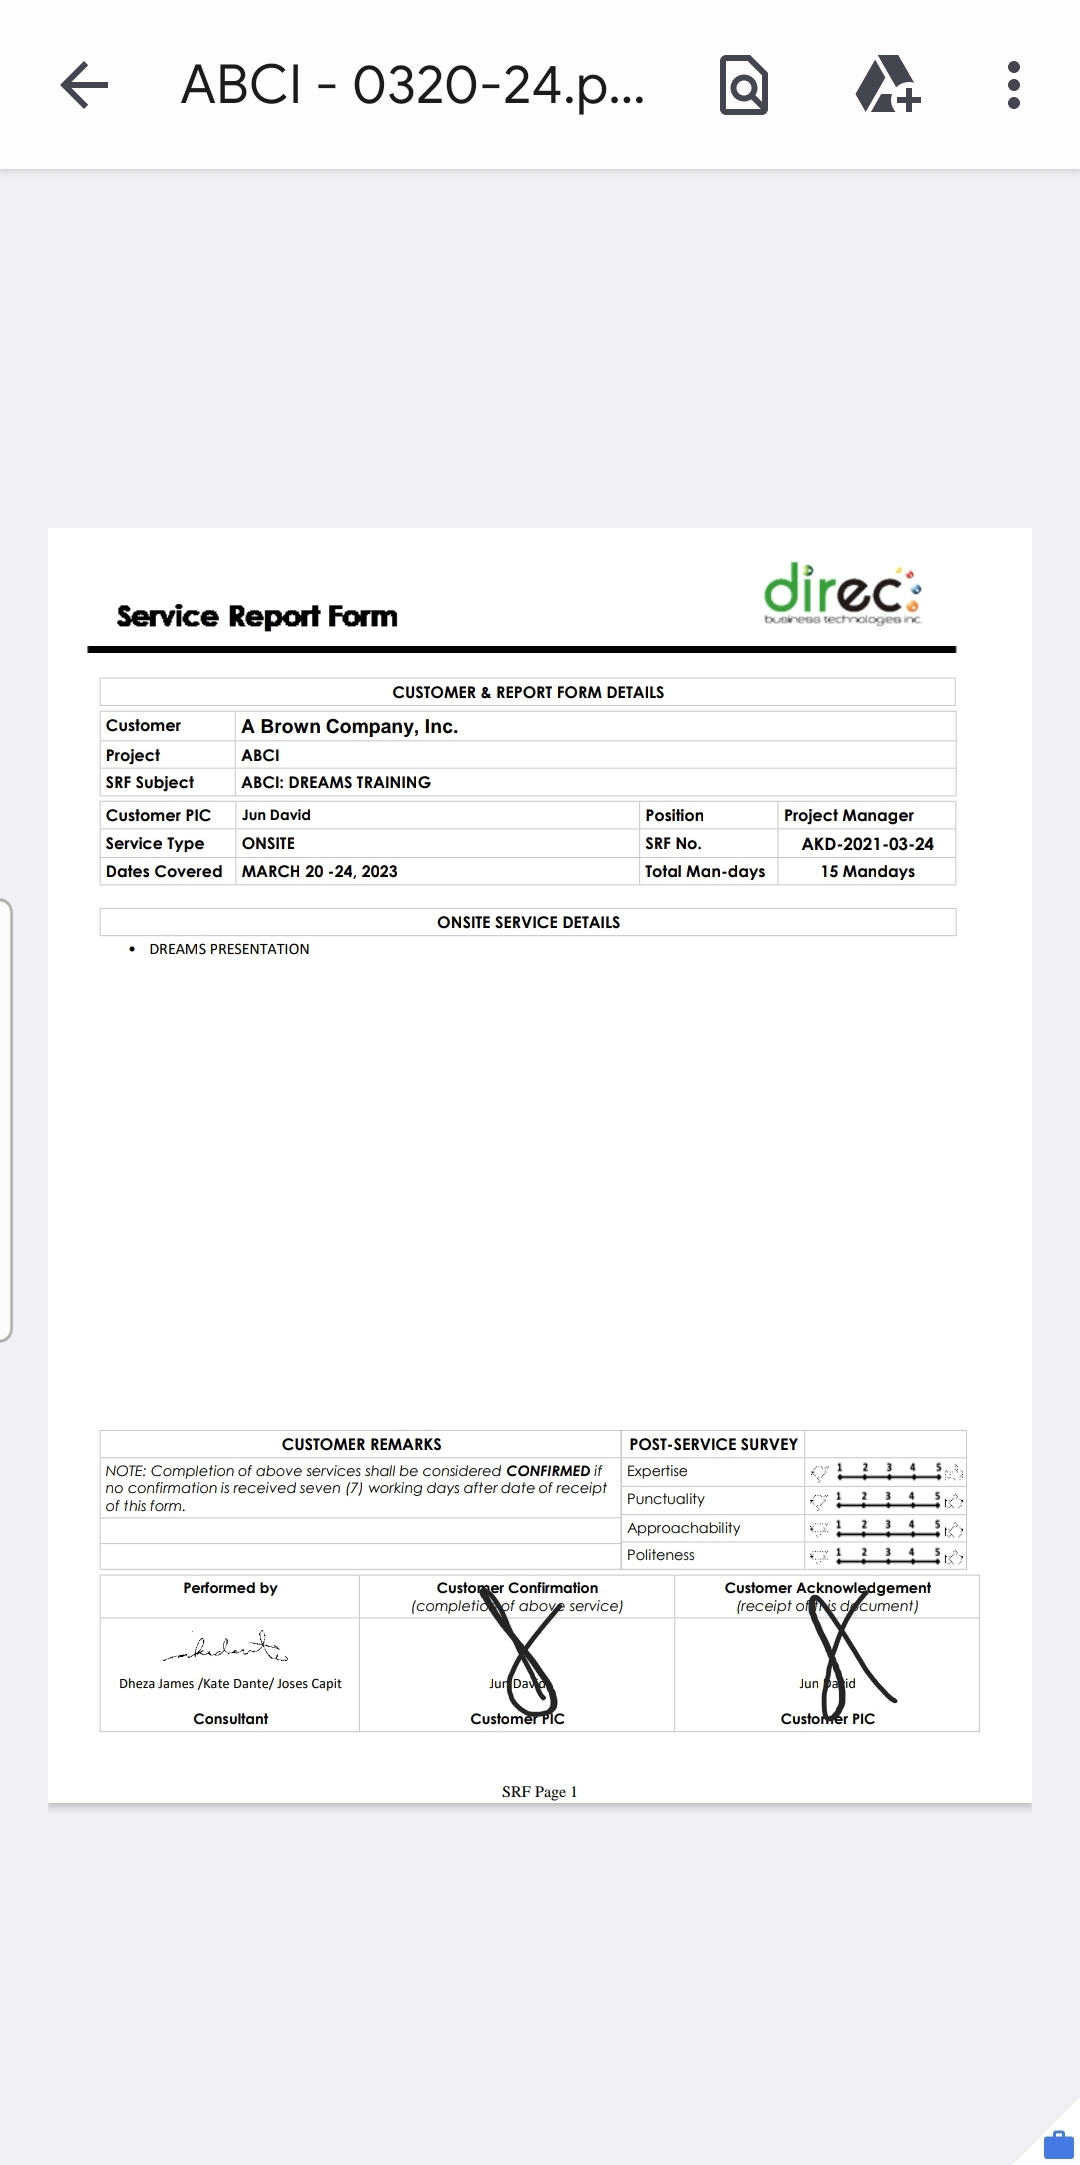 ABCI - 0320-24.p...
direc
business technologies inc.
Service Report Form
CUSTOMER & REPORT FORM DETAILS
Customer A Brown Company, Inc.
Project ABCI
SRF Subject ABCI: DREAMS TRAINING
Customer PIC Jun David Position Project Manager
Service Type ONSITE SRF No. AKD-2021-03-24
Dates Covered MARCH 20 -24, 2023 Total Man-days 15 Mandays
ONSITE SERVICE DETAILS
• DREAMS PRESENTATION
CUSTOMER REMARKS POST-SERVICE SURVEY
NOTE: Completion of above services shall be considered CONFIRMED if
no confirmation is received seven (7) working days after date of receipt
of this form.
Expertise 1 2 3 4 5
Punctuality 1 2 3 4 5
Approachability 1 2 3 4 5
Politeness 1 2 3 4 5
Performed by Customer Confirmation Customer Acknowledgement
(completion of above service) (receipt of this document)
Dheza James /Kate Dante/ Joses Capit Jun David Jun David
Consultant Customer PIC Customer PIC
SRF Page 1